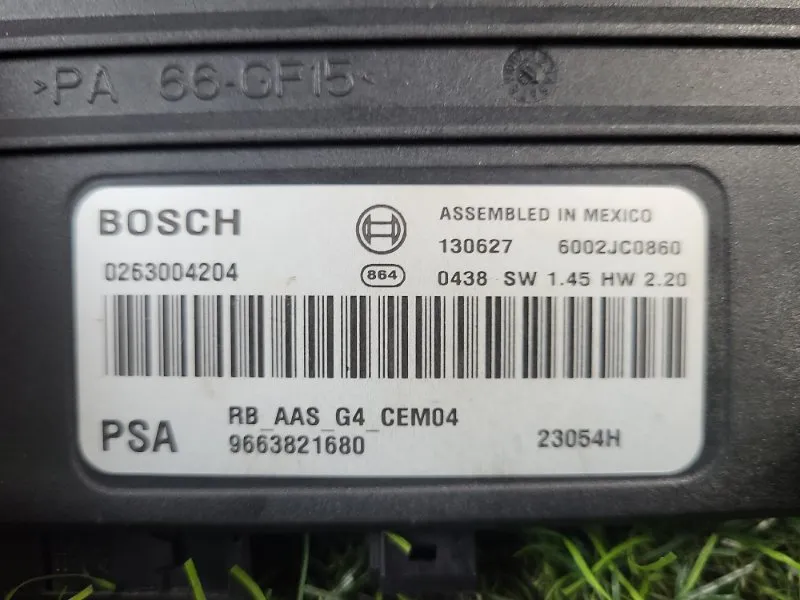 >PA 66-GF15<
BOSCH
ASSEMBLED IN MEXICO
130627 6002JC0860
0263004204
864
0438 SW 1.45 HW 2.20
PSA
RB_AAS_G4_CEM04
9663821680
23054H